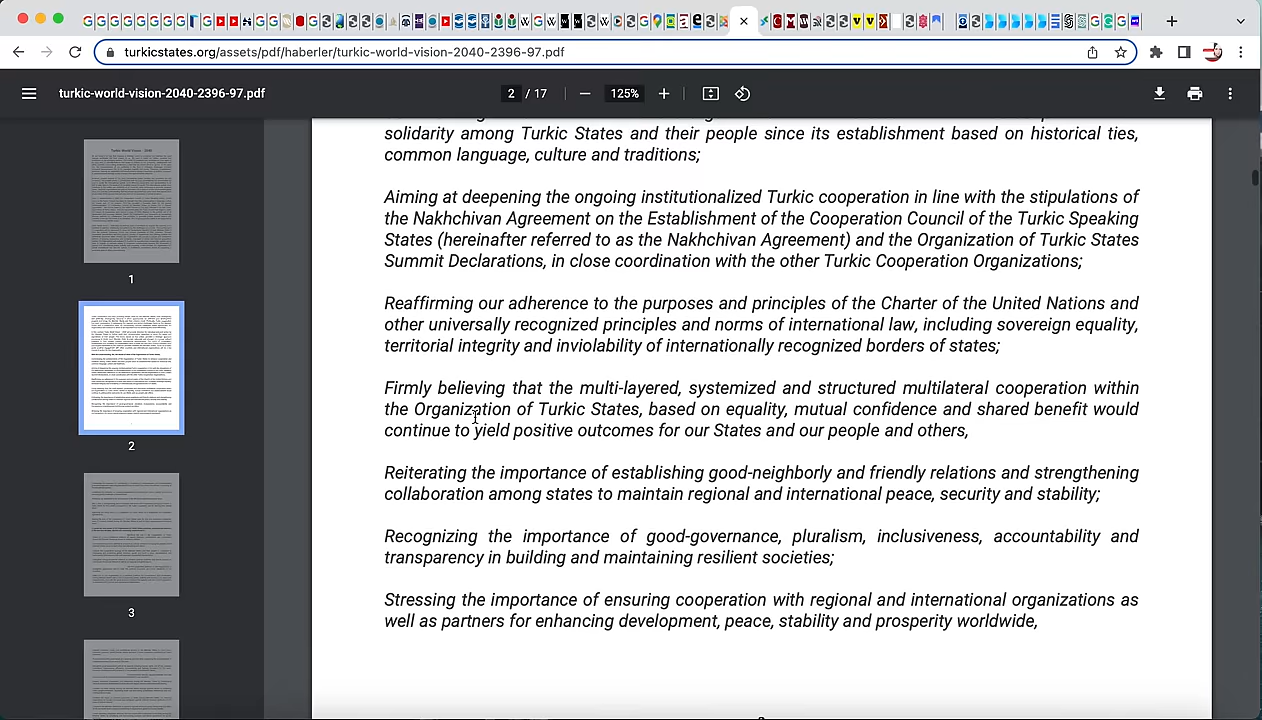 turkicstates.org/assets/pdf/haberler/turkic-world-vision-2040-2396-97.pdf
turkic-world-vision-2040-2396-97.pdf
2 / 17
125%
solidarity among Turkic States and their people since its establishment based on historical ties,
common language, culture and traditions;
Aiming at deepening the ongoing institutionalized Turkic cooperation in line with the stipulations of
the Nakhchivan Agreement on the Establishment of the Cooperation Council of the Turkic Speaking
States (hereinafter referred to as the Nakhchivan Agreement) and the Organization of Turkic States
Summit Declarations, in close coordination with the other Turkic Cooperation Organizations;
Reaffirming our adherence to the purposes and principles of the Charter of the United Nations and
other universally recognized principles and norms of international law, including sovereign equality,
territorial integrity and inviolability of internationally recognized borders of states;
Firmly believing that the multi-layered, systemized and structured multilateral cooperation within
the Organization of Turkic States, based on equality, mutual confidence and shared benefit would
continue to yield positive outcomes for our States and our people and others,
Reiterating the importance of establishing good-neighborly and friendly relations and strengthening
collaboration among states to maintain regional and international peace, security and stability;
Recognizing the importance of good-governance, pluralism, inclusiveness, accountability and
transparency in building and maintaining resilient societies;
Stressing the importance of ensuring cooperation with regional and international organizations as
well as partners for enhancing development, peace, stability and prosperity worldwide,
1
2
3